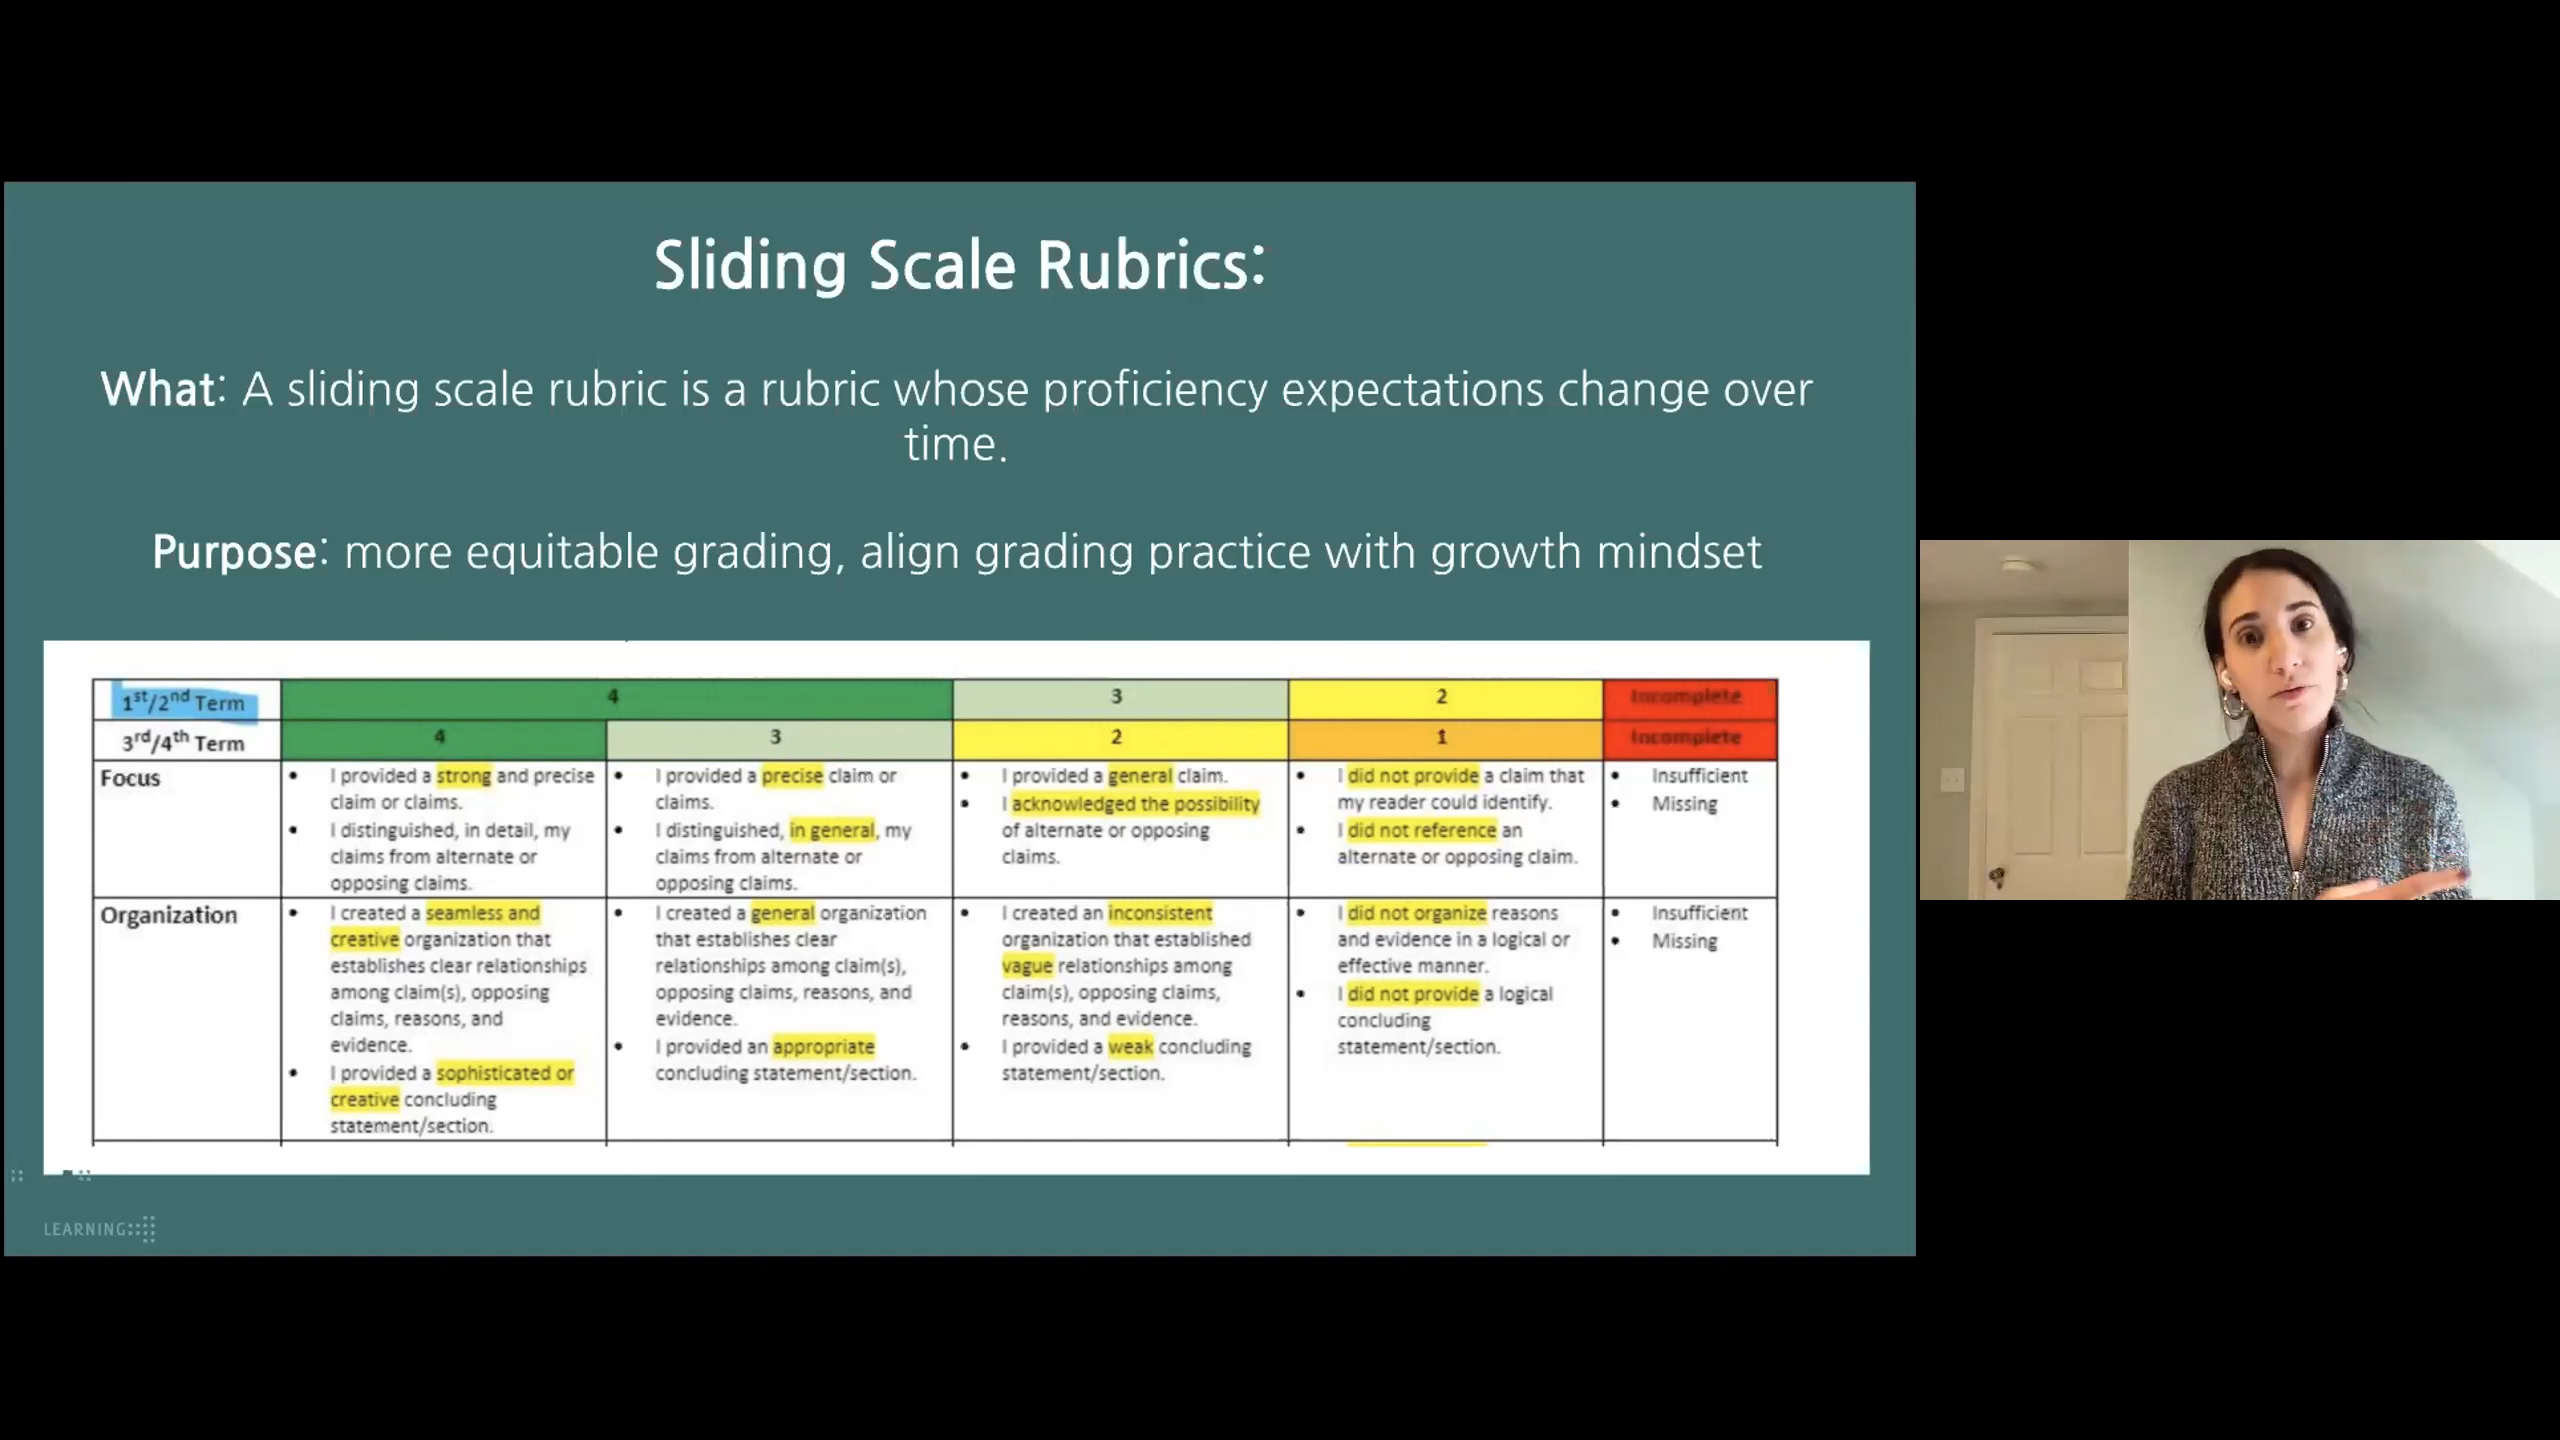 Sliding Scale Rubrics:
What: A sliding scale rubric is a rubric whose proficiency expectations change over
time.
Purpose: more equitable grading, align grading practice with growth mindset
1st/2nd Term
4
3
2
Incomplete
3rd/4th Term
4
3
2
1
Incomplete
Focus
• I provided a strong and precise
claim or claims.
• I distinguished, in detail, my
claims from alternate or
opposing claims.
• I provided a precise claim or
claims.
• I distinguished, in general, my
claims from alternate or
opposing claims.
• I provided a general claim.
• I acknowledged the possibility
of alternate or opposing
claims.
• I did not provide a claim that
my reader could identify.
• I did not reference an
alternate or opposing claim.
• Insufficient
• Missing
Organization
• I created a seamless and
creative organization that
establishes clear relationships
among claim(s), opposing
claims, reasons, and
evidence.
• I provided a sophisticated or
creative concluding
statement/section.
• I created a general organization
that establishes clear
relationships among claim(s),
opposing claims, reasons, and
evidence.
• I provided an appropriate
concluding statement/section.
• I created an inconsistent
organization that established
vague relationships among
claim(s), opposing claims,
reasons, and evidence.
• I provided a weak concluding
statement/section.
• I did not organize reasons
and evidence in a logical or
effective manner.
• I did not provide a logical
concluding
statement/section.
• Insufficient
• Missing
LEARNING